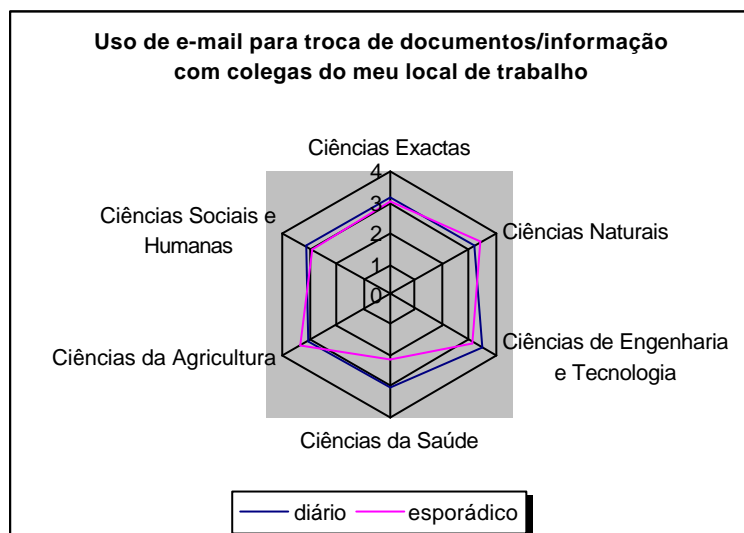 Uso de e-mail para troca de documentos/informação
com colegas do meu local de trabalho
Ciências Exactas
4
3
2
1
0
Ciências Naturais
Ciências de Engenharia
e Tecnologia
Ciências da Saúde
Ciências da Agricultura
Ciências Sociais e
Humanas
diário
esporádico